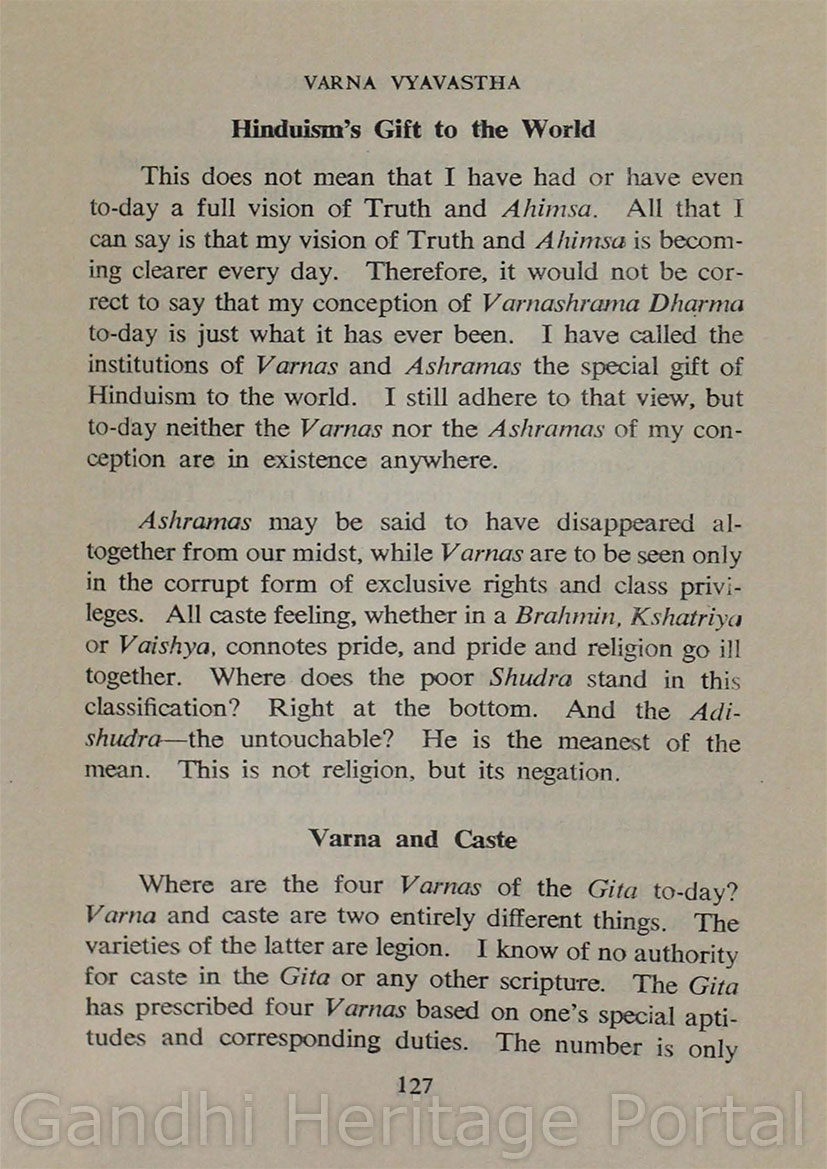 VARNA VYAVASTHA
Hinduism's Gift to the World
This does not mean that I have had or have even
to-day a full vision of Truth and Ahimsa. All that I
can say is that my vision of Truth and Ahimsa is becom-
ing clearer every day. Therefore, it would not be cor-
rect to say that my conception of Varnashrama Dharma
to-day is just what it has ever been. I have called the
institutions of Varnas and Ashramas the special gift of
Hinduism to the world. I still adhere to that view, but
to-day neither the Varnas nor the Ashramas of my con-
ception are in existence anywhere.
Ashramas may be said to have disappeared al-
together from our midst, while Varnas are to be seen only
in the corrupt form of exclusive rights and class privi-
leges. All caste feeling, whether in a Brahmin, Kshatriya
or Vaishya, connotes pride, and pride and religion go ill
together. Where does the poor Shudra stand in this
classification? Right at the bottom. And the Adi-
shudra—the untouchable? He is the meanest of the
mean. This is not religion, but its negation.
Varna and Caste
Where are the four Varnas of the Gita to-day?
Varna and caste are two entirely different things. The
varieties of the latter are legion. I know of no authority
for caste in the Gita or any other scripture. The Gita
has prescribed four Varnas based on one's special apti-
tudes and corresponding duties. The number is only
127
Gandhi Heritage Portal